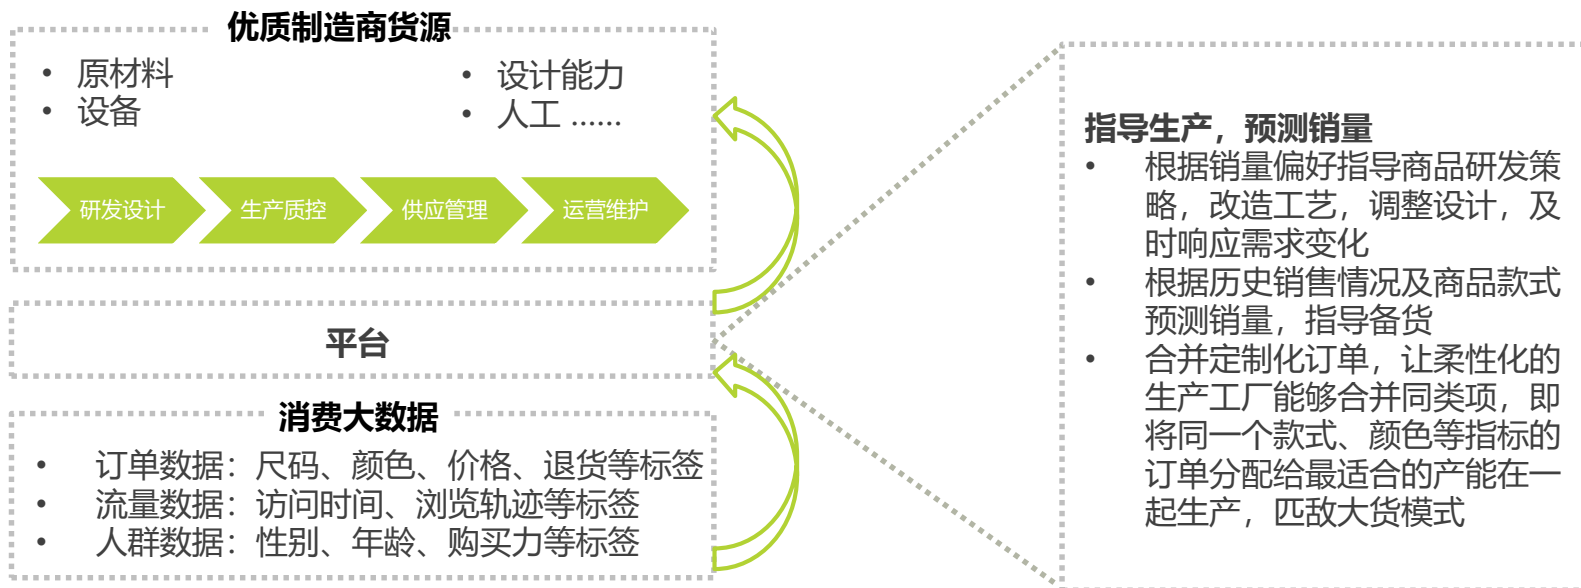 优质制造商货源
• 原材料
• 设备
• 设计能力
• 人工 ......
研发设计
生产质控
供应管理
运营维护
平台
消费大数据
• 订单数据：尺码、颜色、价格、退货等标签
• 流量数据：访问时间、浏览轨迹等标签
• 人群数据：性别、年龄、购买力等标签
指导生产，预测销量
• 根据销量偏好指导商品研发策
略，改造工艺，调整设计，及
时响应需求变化
• 根据历史销售情况及商品款式
预测销量，指导备货
• 合并定制化订单，让柔性化的
生产工厂能够合并同类项，即
将同一个款式、颜色等指标的
订单分配给最适合的产能在一
起生产，匹敌大货模式